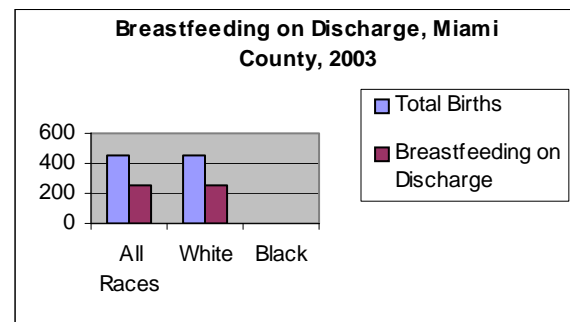 Breastfeeding on Discharge, Miami
County, 2003
Total Births
Breastfeeding on
Discharge
600
400
200
0
All
Races
White
Black